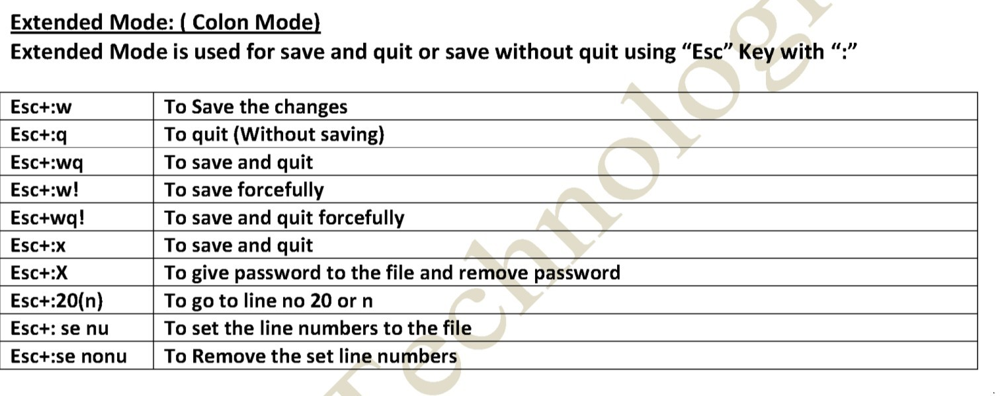 Extended Mode: ( Colon Mode)
Extended Mode is used for save and quit or save without quit using “Esc” Key with “:”
Esc+:w To Save the changes
Esc+:q To quit (Without saving)
Esc+:wq To save and quit
Esc+:w! To save forcefully
Esc+wq! To save and quit forcefully
Esc+:x To save and quit
Esc+:X To give password to the file and remove password
Esc+:20(n) To go to line no 20 or n
Esc+: se nu To set the line numbers to the file
Esc+:se nonu To Remove the set line numbers
Technolog